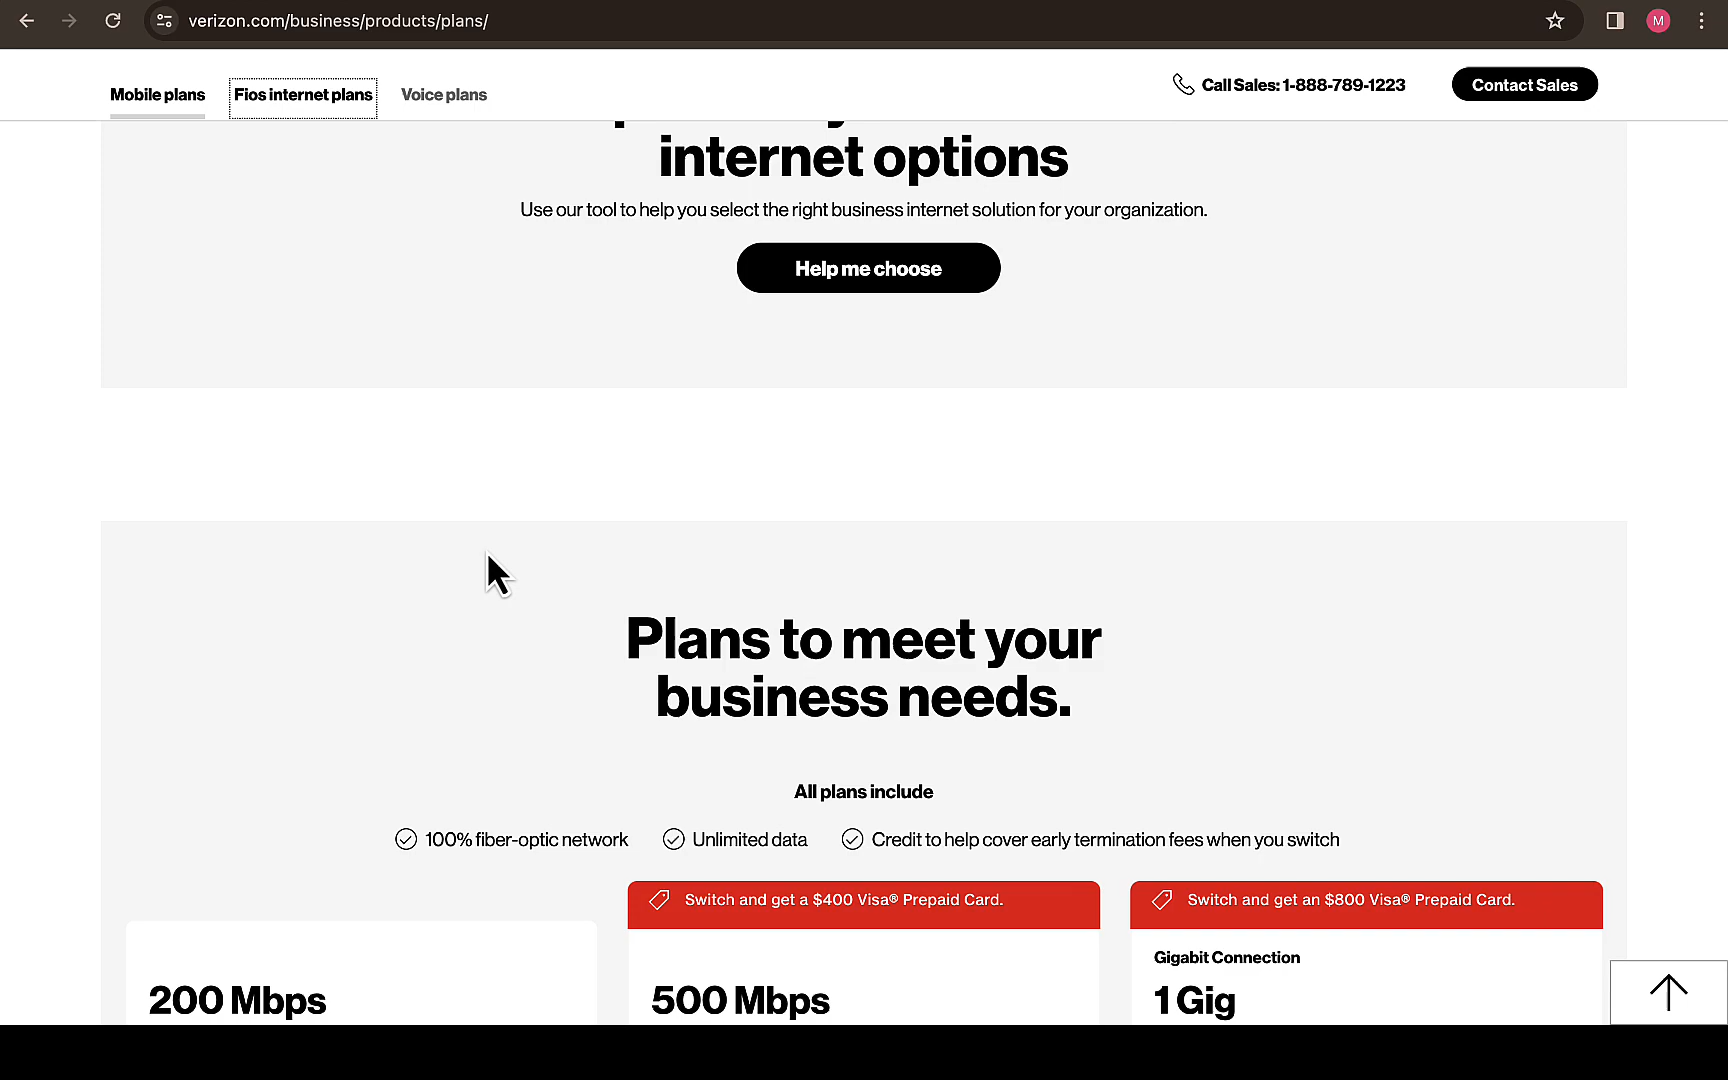 verizon.com/business/products/plans/
M
Mobile plans
Fios internet plans
Voice plans
Call Sales: 1-888-789-1223
Contact Sales
internet options
Use our tool to help you select the right business internet solution for your organization.
Help me choose
Plans to meet your
business needs.
All plans include
100% fiber-optic network
Unlimited data
Credit to help cover early termination fees when you switch
Switch and get a $400 Visa® Prepaid Card.
Switch and get an $800 Visa® Prepaid Card.
Gigabit Connection
200 Mbps
500 Mbps
1 Gig